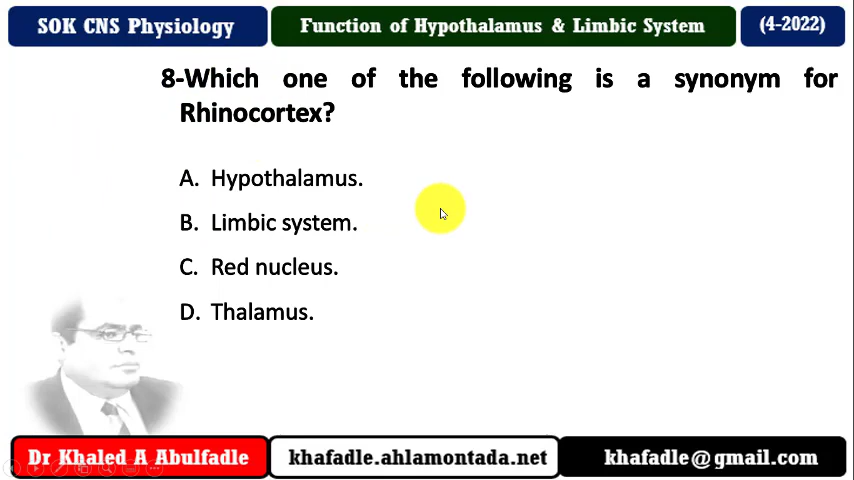 SOK CNS Physiology
Function of Hypothalamus & Limbic System
(4-2022)
8-Which one of the following is a synonym for
Rhinocortex?
A. Hypothalamus.
B. Limbic system.
C. Red nucleus.
D. Thalamus.
Dr Khaled A Abulfadle
khafadle.ahlamontada.net
khafadle@gmail.com